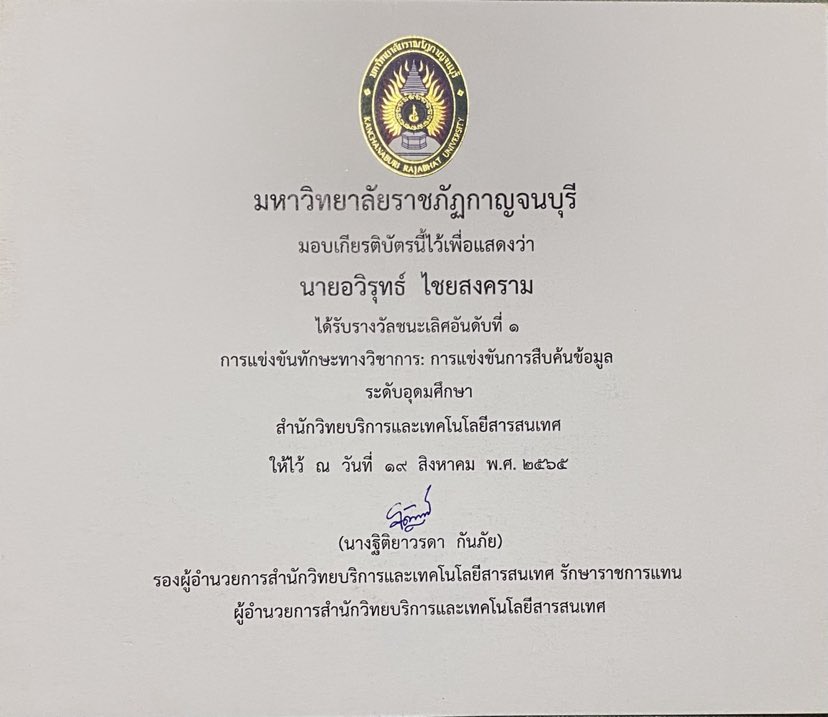 มหาวิทยาลัยราชภัฏกาญจนบุรี
KANCHANABURI RAJABHAT UNIVERSITY
มหาวิทยาลัยราชภัฏกาญจนบุรี
มอบเกียรติบัตรนี้ไว้เพื่อแสดงว่า
นายอวิรุทธ์ ไชยสงคราม
ได้รับรางวัลชนะเลิศอันดับที่ ๑
การแข่งขันทักษะทางวิชาการ: การแข่งขันการสืบค้นข้อมูล
ระดับอุดมศึกษา
สำนักวิทยบริการและเทคโนโลยีสารสนเทศ
ให้ไว้ ณ วันที่ ๑๙ สิงหาคม พ.ศ. ๒๕๖๕
(นางฐิติยาวรดา กันภัย)
รองผู้อำนวยการสำนักวิทยบริการและเทคโนโลยีสารสนเทศ รักษาราชการแทน
ผู้อำนวยการสำนักวิทยบริการและเทคโนโลยีสารสนเทศ